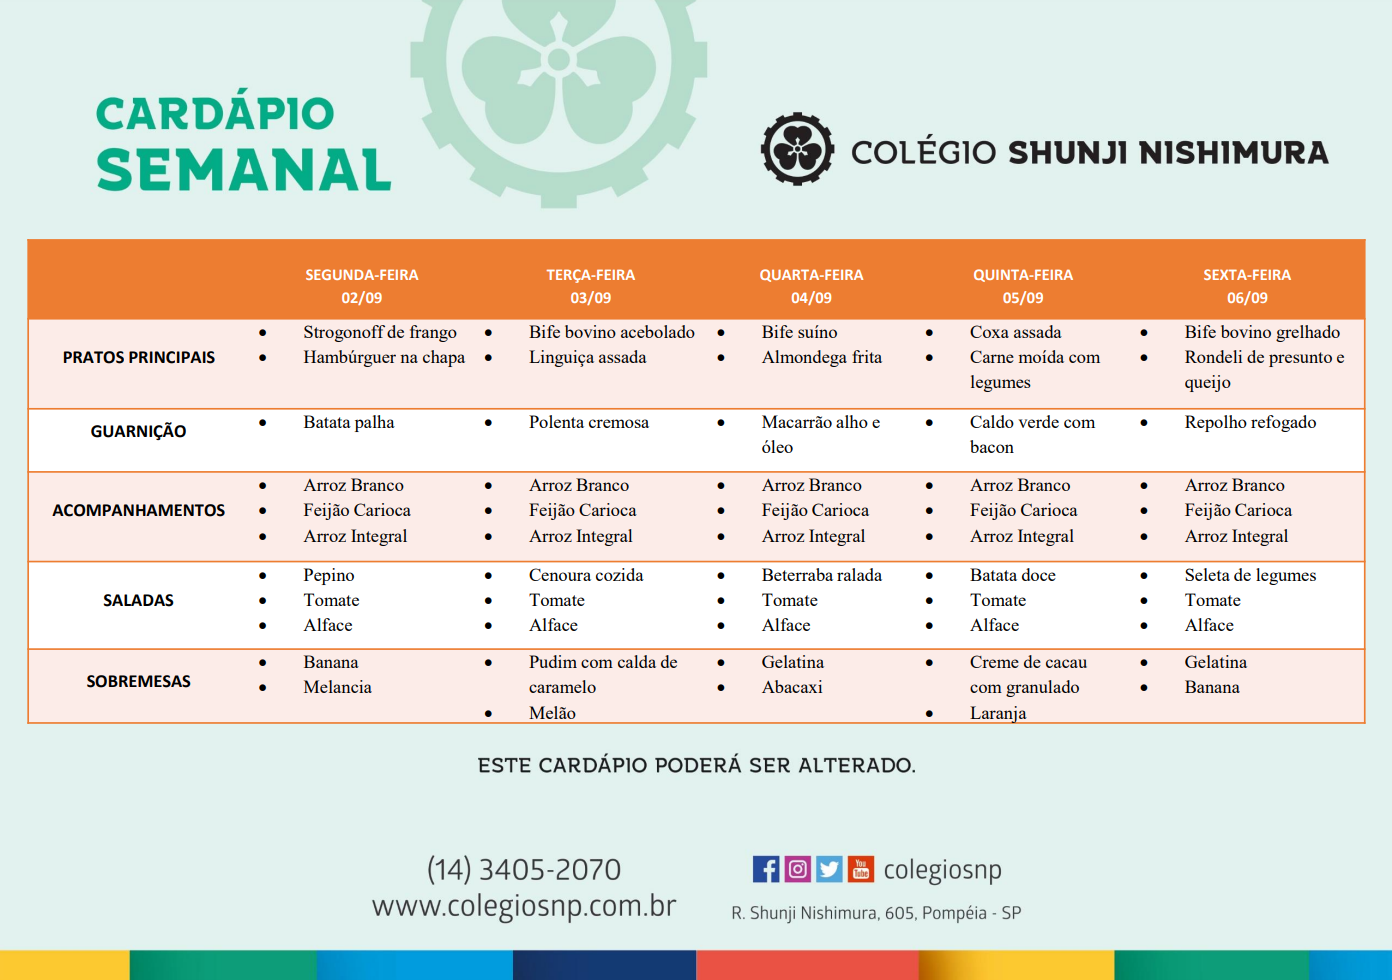 CARDÁPIO
SEMANAL
COLÉGIO SHUNJI NISHIMURA
SEGUNDA-FEIRA
02/09
TERÇA-FEIRA
03/09
QUARTA-FEIRA
04/09
QUINTA-FEIRA
05/09
SEXTA-FEIRA
06/09
PRATOS PRINCIPAIS
• Strogonoff de frango
• Hambúrguer na chapa
• Bife bovino acebolado
• Linguiça assada
• Bife suíno
• Almondega frita
• Coxa assada
• Carne moída com
legumes
• Bife bovino grelhado
• Rondeli de presunto e
queijo
GUARNIÇÃO
• Batata palha
• Polenta cremosa
• Macarrão alho e
óleo
• Caldo verde com
bacon
• Repolho refogado
ACOMPANHAMENTOS
• Arroz Branco
• Feijão Carioca
• Arroz Integral
• Arroz Branco
• Feijão Carioca
• Arroz Integral
• Arroz Branco
• Feijão Carioca
• Arroz Integral
• Arroz Branco
• Feijão Carioca
• Arroz Integral
• Arroz Branco
• Feijão Carioca
• Arroz Integral
SALADAS
• Pepino
• Tomate
• Alface
• Cenoura cozida
• Tomate
• Alface
• Beterraba ralada
• Tomate
• Alface
• Batata doce
• Tomate
• Alface
• Seleta de legumes
• Tomate
• Alface
SOBREMESAS
• Banana
• Melancia
• Pudim com calda de
caramelo
• Melão
• Gelatina
• Abacaxi
• Creme de cacau
com granulado
• Laranja
• Gelatina
• Banana
ESTE CARDÁPIO PODERÁ SER ALTERADO.
(14) 3405-2070
www.colegiosnp.com.br
You
Tube
colegiosnp
R. Shunji Nishimura, 605, Pompéia - SP